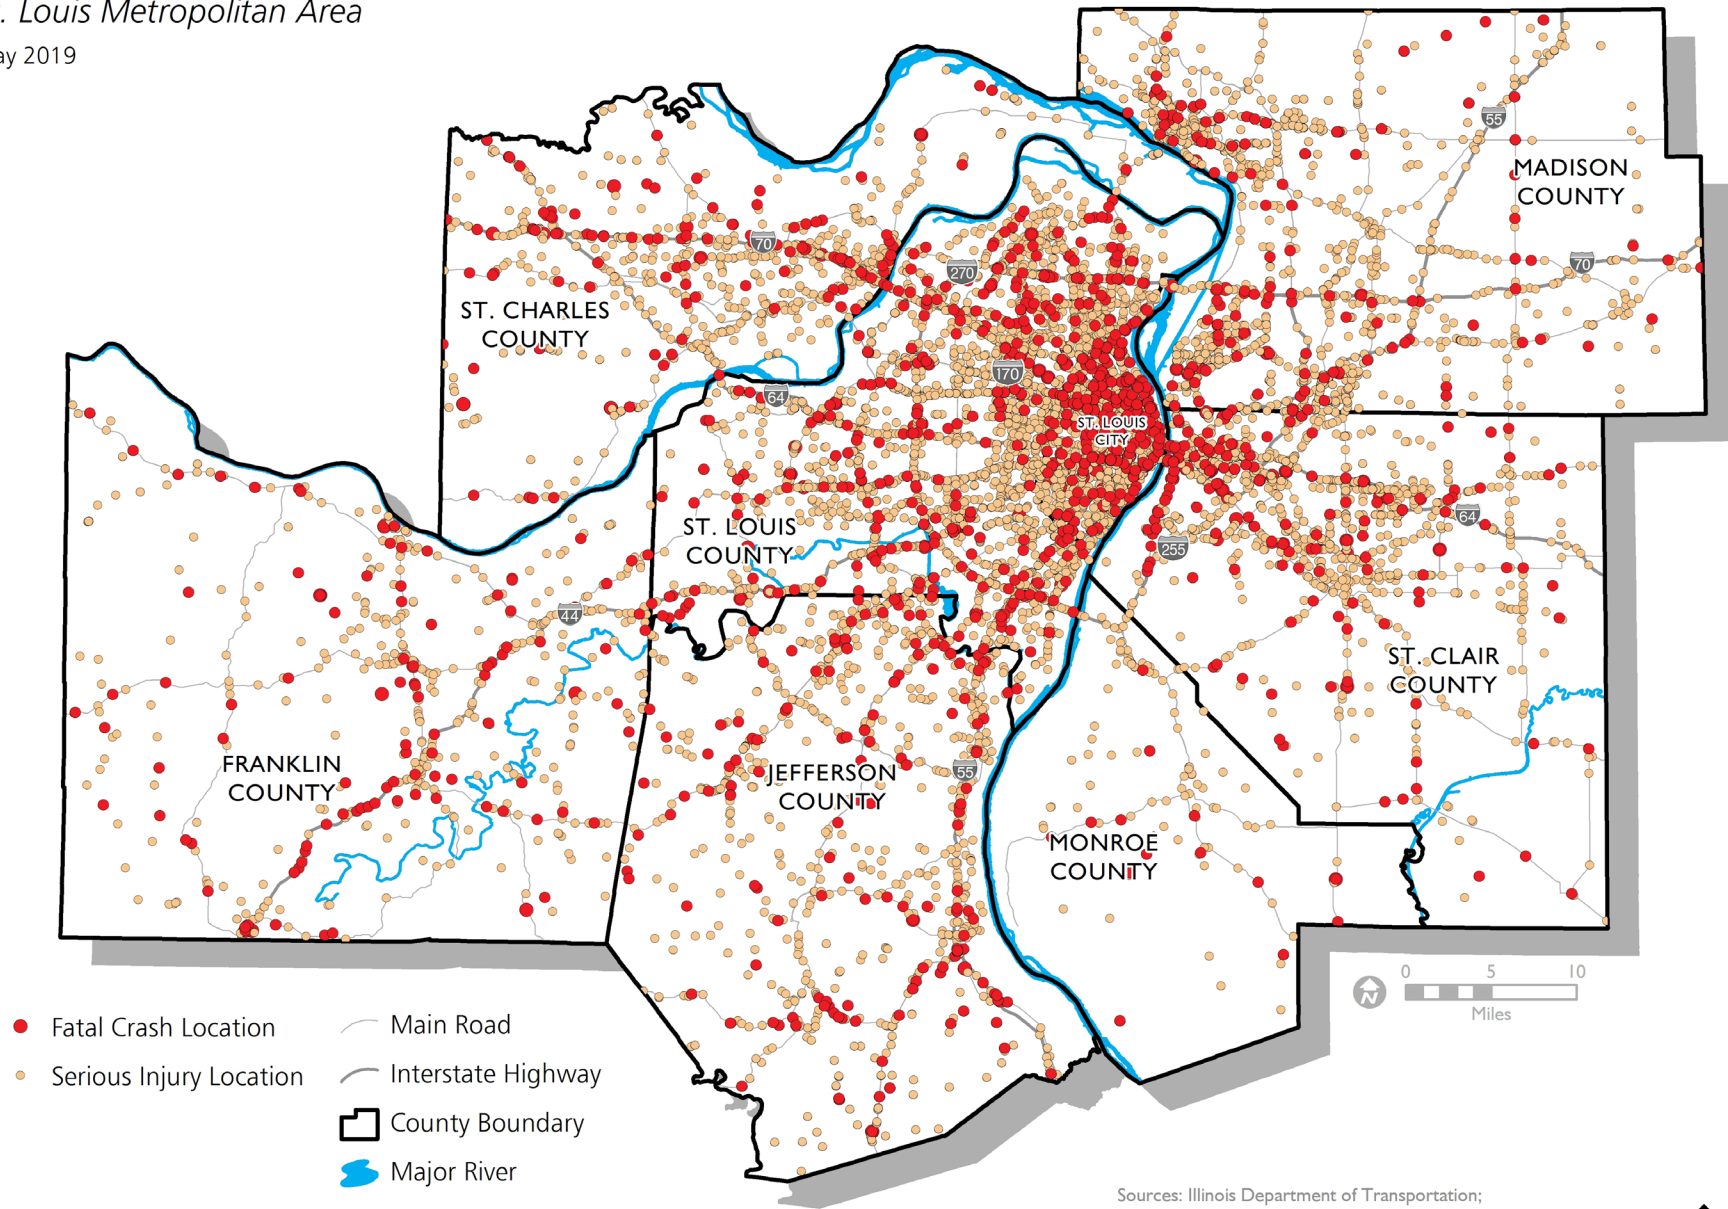 . Louis Metropolitan Area
ay 2019
55
MADISON
COUNTY
70
270
70
ST. CHARLES
COUNTY
170
64
ST. LOUIS
CITY
ST. LOUIS
COUNTY
64
255
44
ST. CLAIR
COUNTY
FRANKLIN
COUNTY
JEFFERSON
COUNTY
55
MONROE
COUNTY
0 5 10
N
Miles
Fatal Crash Location
Serious Injury Location
Main Road
Interstate Highway
County Boundary
Major River
Sources: Illinois Department of Transportation;